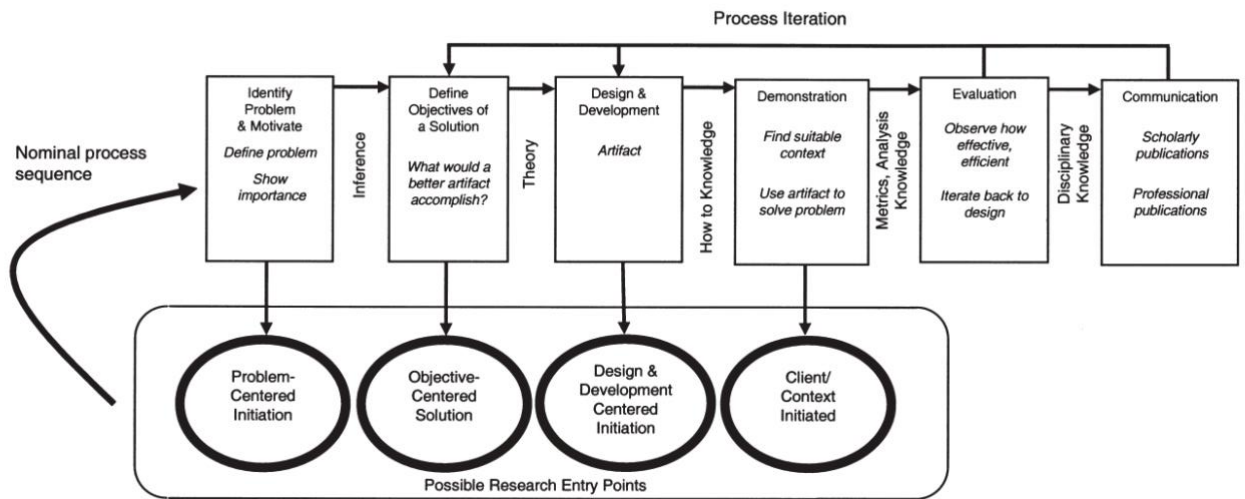 Process Iteration
Nominal process
sequence
Identify
Problem
& Motivate
Define problem
Show
importance
Inference
Define
Objectives of
a Solution
What would a
better artifact
accomplish?
Theory
Design &
Development
Artifact
How to Knowledge
Demonstration
Find suitable
context
Use artifact to
solve problem
Metrics, Analysis
Knowledge
Evaluation
Observe how
effective,
efficient
Iterate back to
design
Disciplinary
Knowledge
Communication
Scholarly
publications
Professional
publications
Problem-
Centered
Initiation
Objective-
Centered
Solution
Design &
Development
Centered
Initiation
Client/
Context
Initiated
Possible Research Entry Points